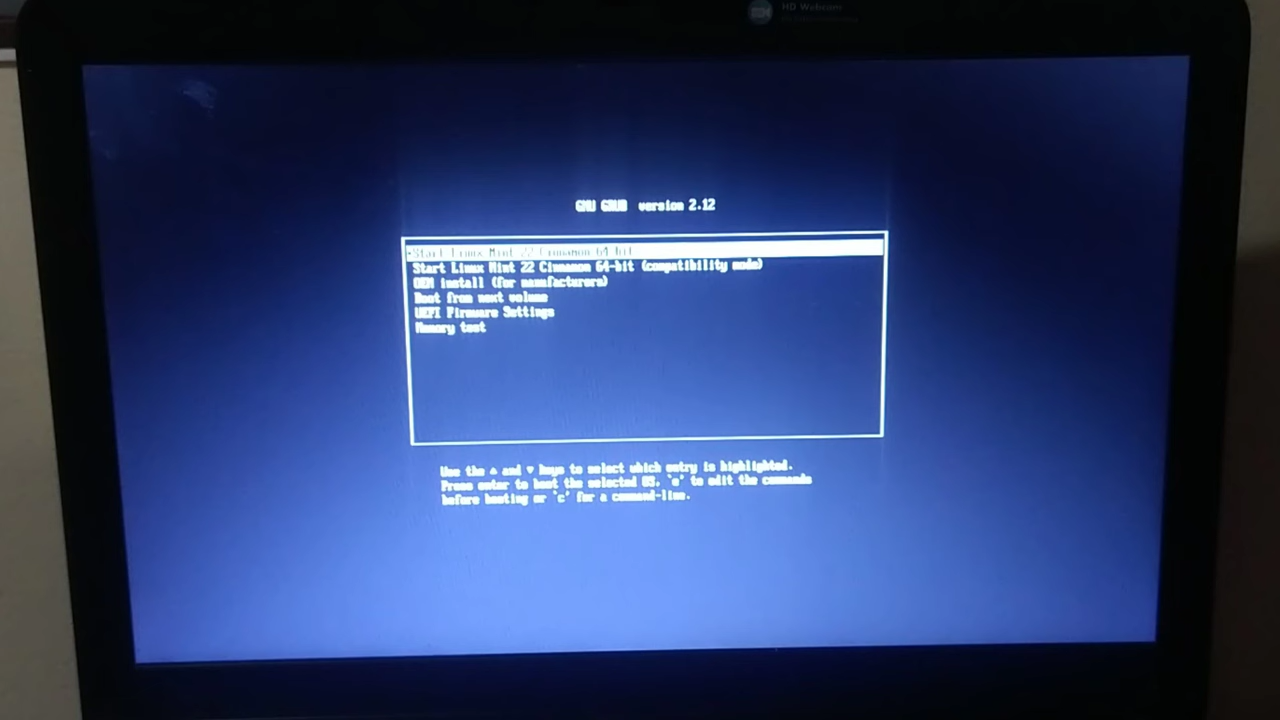 HD Webcam
GNU GRUB version 2.12
*Start Linux Mint 22 Cinnamon 64-bit
Start Linux Mint 22 Cinnamon 64-bit (compatibility mode)
OEM install (for manufacturers)
Boot from next volume
UEFI Firmware Settings
Memory test
Use the ▲ and ▼ keys to select which entry is highlighted.
Press enter to boot the selected OS, `e' to edit the commands
before booting or `c' for a command-line.